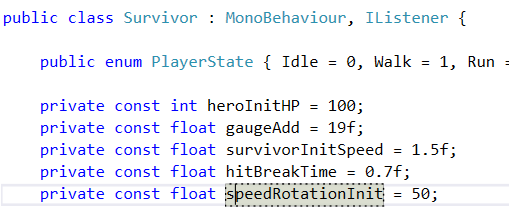 public class Survivor : MonoBehaviour, IListener {
public enum PlayerState { Idle = 0, Walk = 1, Run =
private const int heroInitHP = 100;
private const float gaugeAdd = 19f;
private const float survivorInitSpeed = 1.5f;
private const float hitBreakTime = 0.7f;
private const float speedRotationInit = 50;